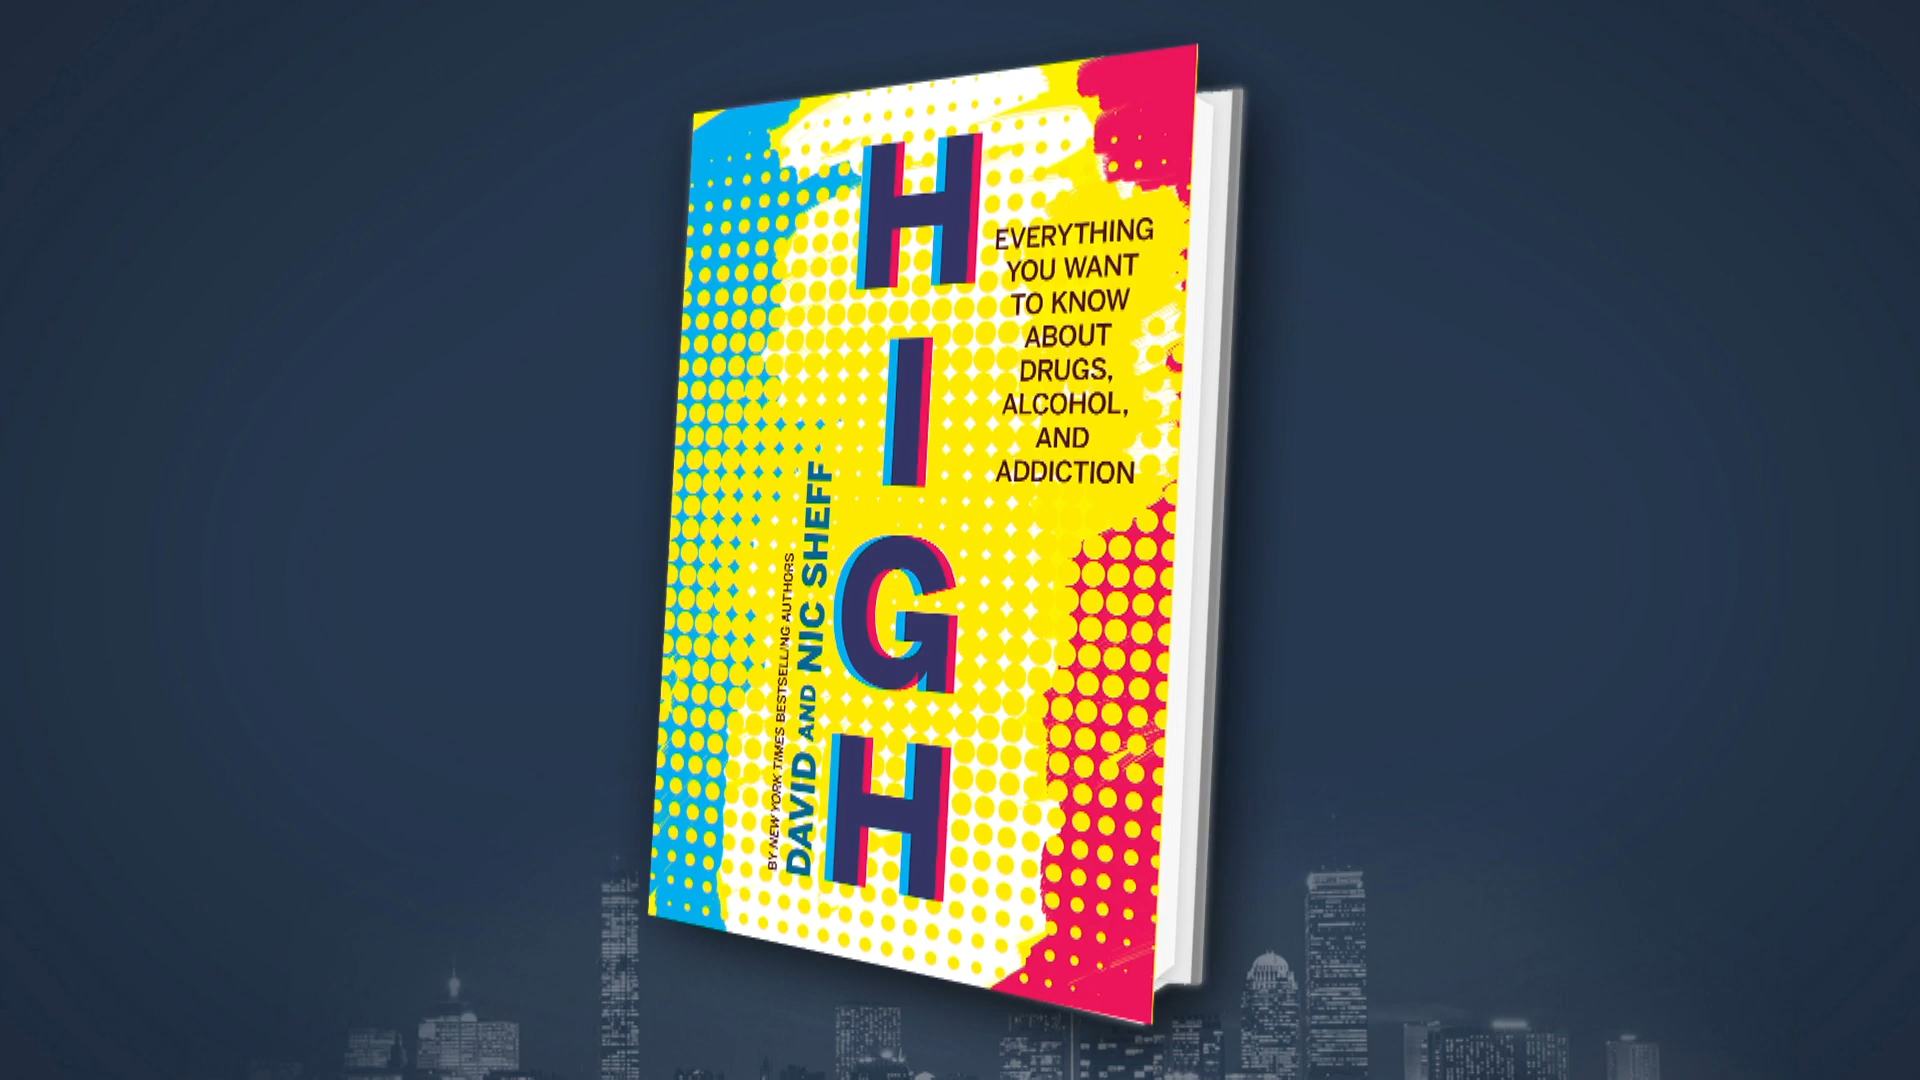 HIGH
EVERYTHING
YOU WANT
TO KNOW
ABOUT
DRUGS,
ALCOHOL,
AND
ADDICTION
BY NEW YORK TIMES BESTSELLING AUTHORS
DAVID AND NIC SHEFF